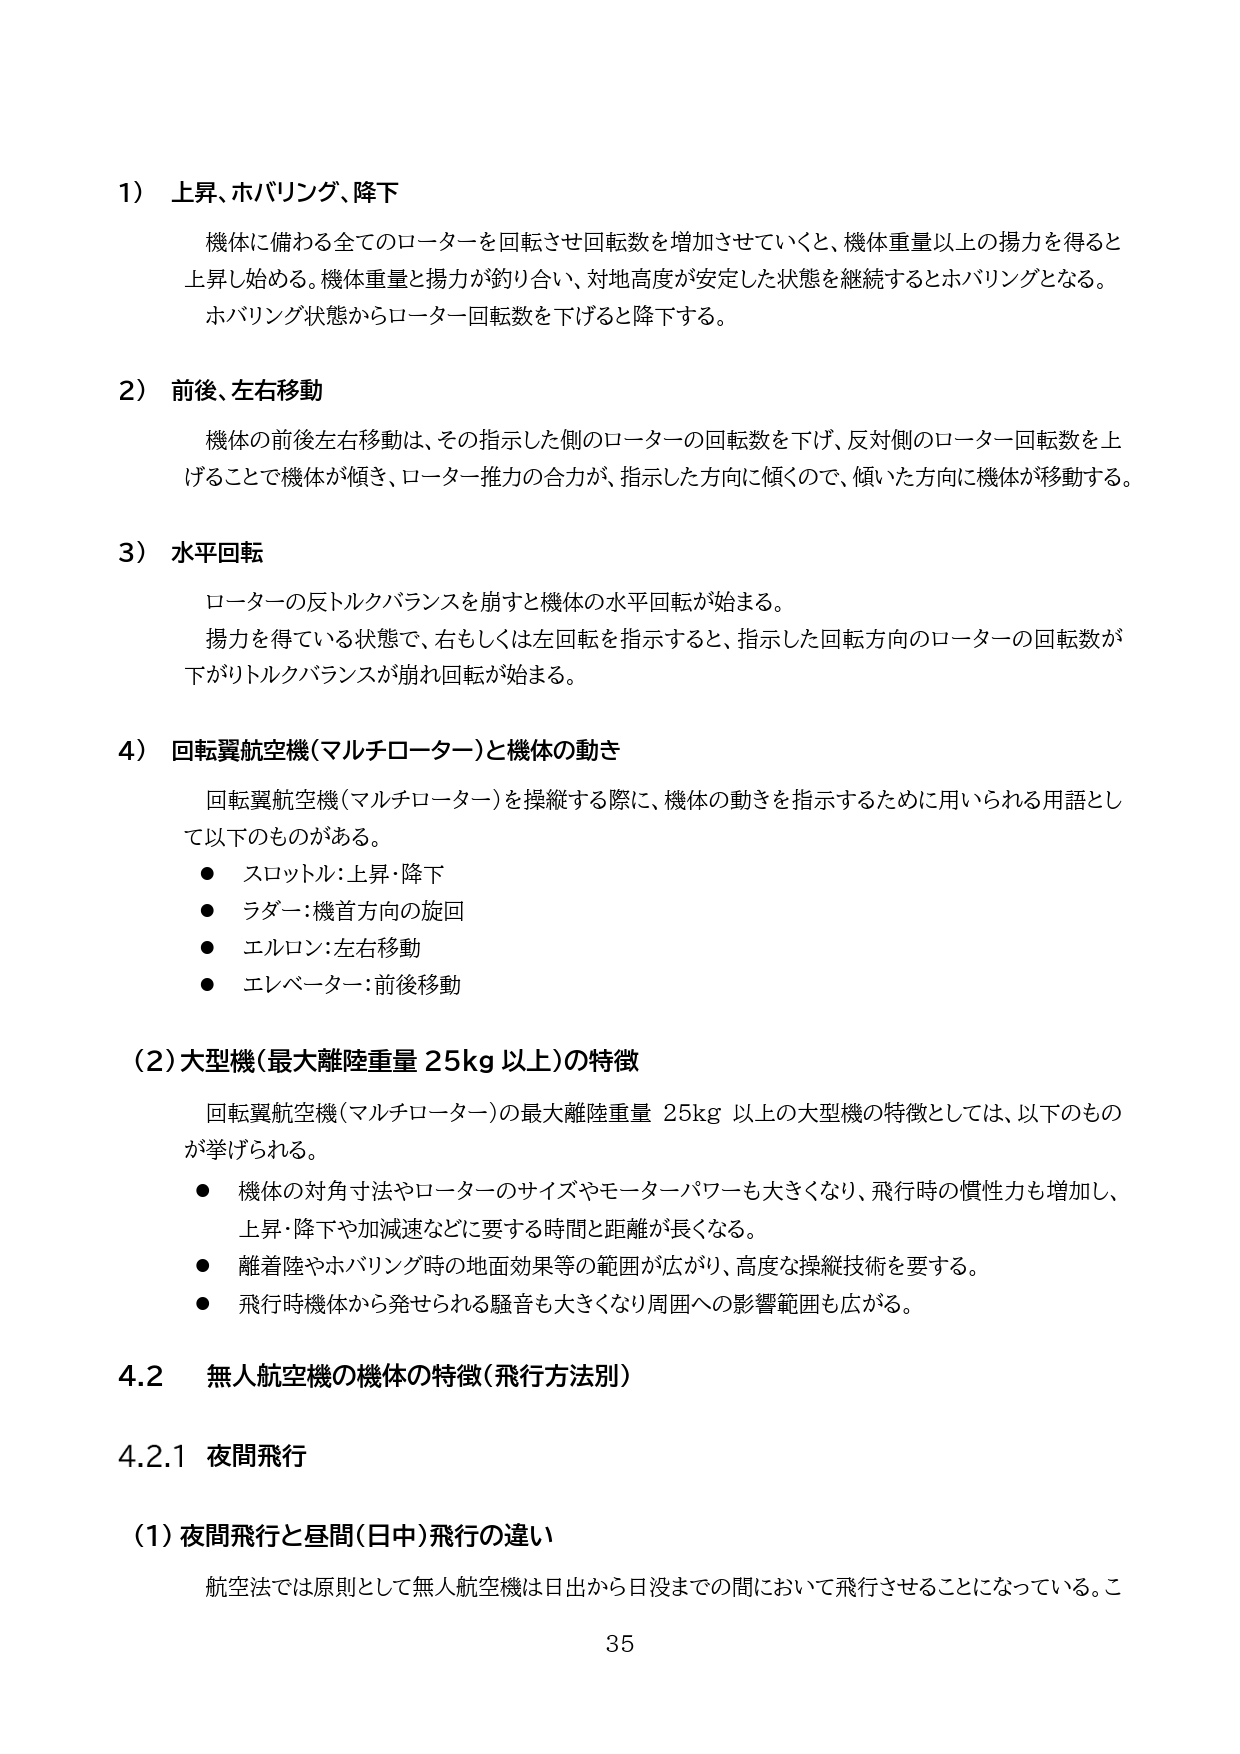 1） 上昇、ホバリング、降下
機体に備わる全てのローターを回転させ回転数を増加させていくと、機体重量以上の揚力を得ると
上昇し始める。機体重量と揚力が釣り合い、対地高度が安定した状態を継続するとホバリングとなる。
ホバリング状態からローター回転数を下げると降下する。
2） 前後、左右移動
機体の前後左右移動は、その指示した側のローターの回転数を下げ、反対側のローター回転数を上
げることで機体が傾き、ローター推力の合力が、指示した方向に傾くので、傾いた方向に機体が移動する。
3） 水平回転
ローターの反トルクバランスを崩すと機体の水平回転が始まる。
揚力を得ている状態で、右もしくは左回転を指示すると、指示した回転方向のローターの回転数が
下がりトルクバランスが崩れ回転が始まる。
4） 回転翼航空機（マルチローター）と機体の動き
回転翼航空機（マルチローター）を操縦する際に、機体の動きを指示するために用いられる用語とし
て以下のものがある。
● スロットル：上昇・降下
● ラダー：機首方向の旋回
● エルロン：左右移動
● エレベーター：前後移動
（2）大型機（最大離陸重量 25kg 以上）の特徴
回転翼航空機（マルチローター）の最大離陸重量 25kg 以上の大型機の特徴としては、以下のもの
が挙げられる。
● 機体の対角寸法やローターのサイズやモーターパワーも大きくなり、飛行時の慣性力も増加し、
上昇・降下や加減速などに要する時間と距離が長くなる。
● 離着陸やホバリング時の地面効果等の範囲が広がり、高度な操縦技術を要する。
● 飛行時機体から発せられる騒音も大きくなり周囲への影響範囲も広がる。
4.2 無人航空機の機体の特徴（飛行方法別）
4.2.1 夜間飛行
（1）夜間飛行と昼間（日中）飛行の違い
航空法では原則として無人航空機は日出から日没までの間において飛行させることになっている。こ
35